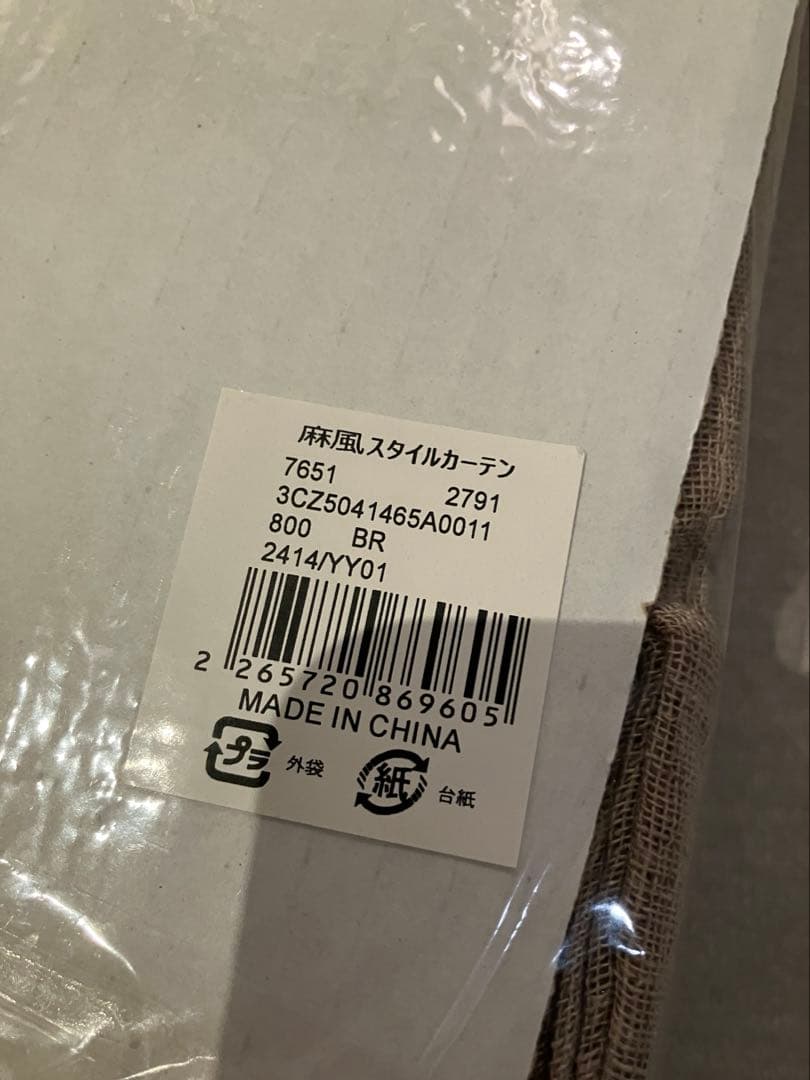 麻風スタイルカーテン
7651 2791
3CZ5041465A0011
800 BR
2414/YY01
2 265720 869605
MADE IN CHINA
プラ 外袋 紙 台紙